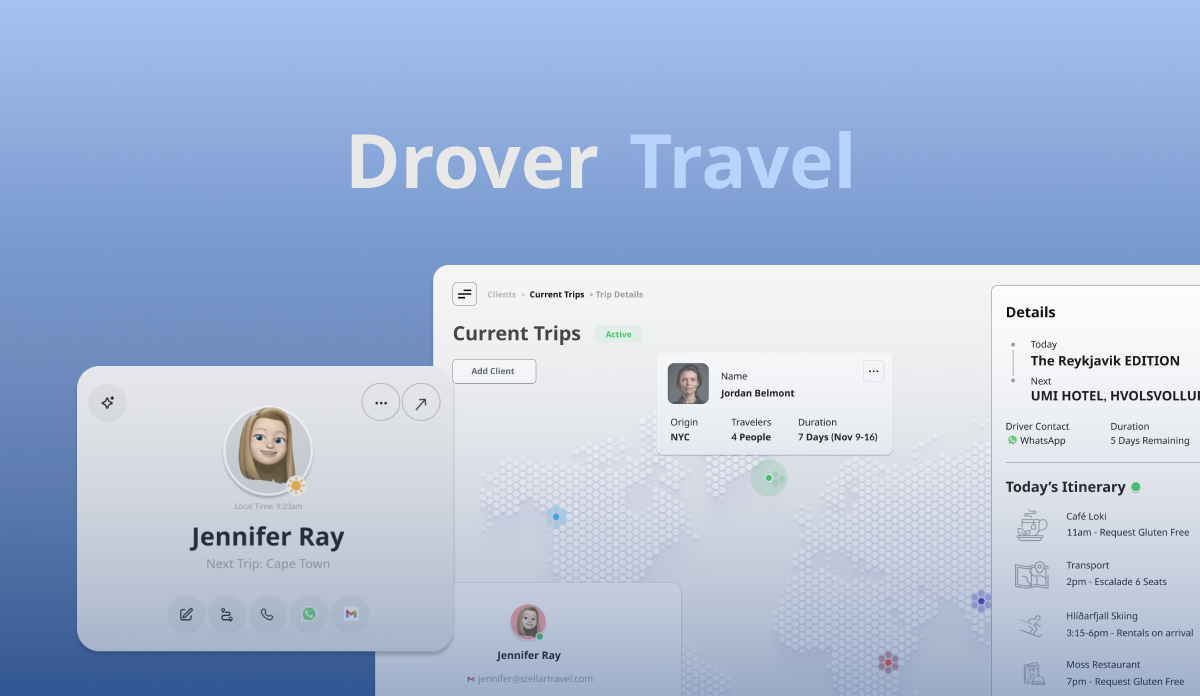 Drover Travel
Clients > Current Trips > Trip Details
Current Trips Active
Add Client
Name
Jordan Belmont
Origin Travelers Duration
NYC 4 People 7 Days (Nov 9-16)
Details
Today
The Reykjavik EDITION
Next
UMI HOTEL, HVOLSVOLLUR
Driver Contact Duration
WhatsApp 5 Days Remaining
Today's Itinerary
Café Loki
11am - Request Gluten Free
Transport
2pm - Escalade 6 Seats
Hlíðarfjall Skiing
3:15-6pm - Rentals on arrival
Moss Restaurant
7pm - Request Gluten Free
Local Time: 9:23am
Jennifer Ray
Next Trip: Cape Town
Jennifer Ray
jennifer@stellartravel.com